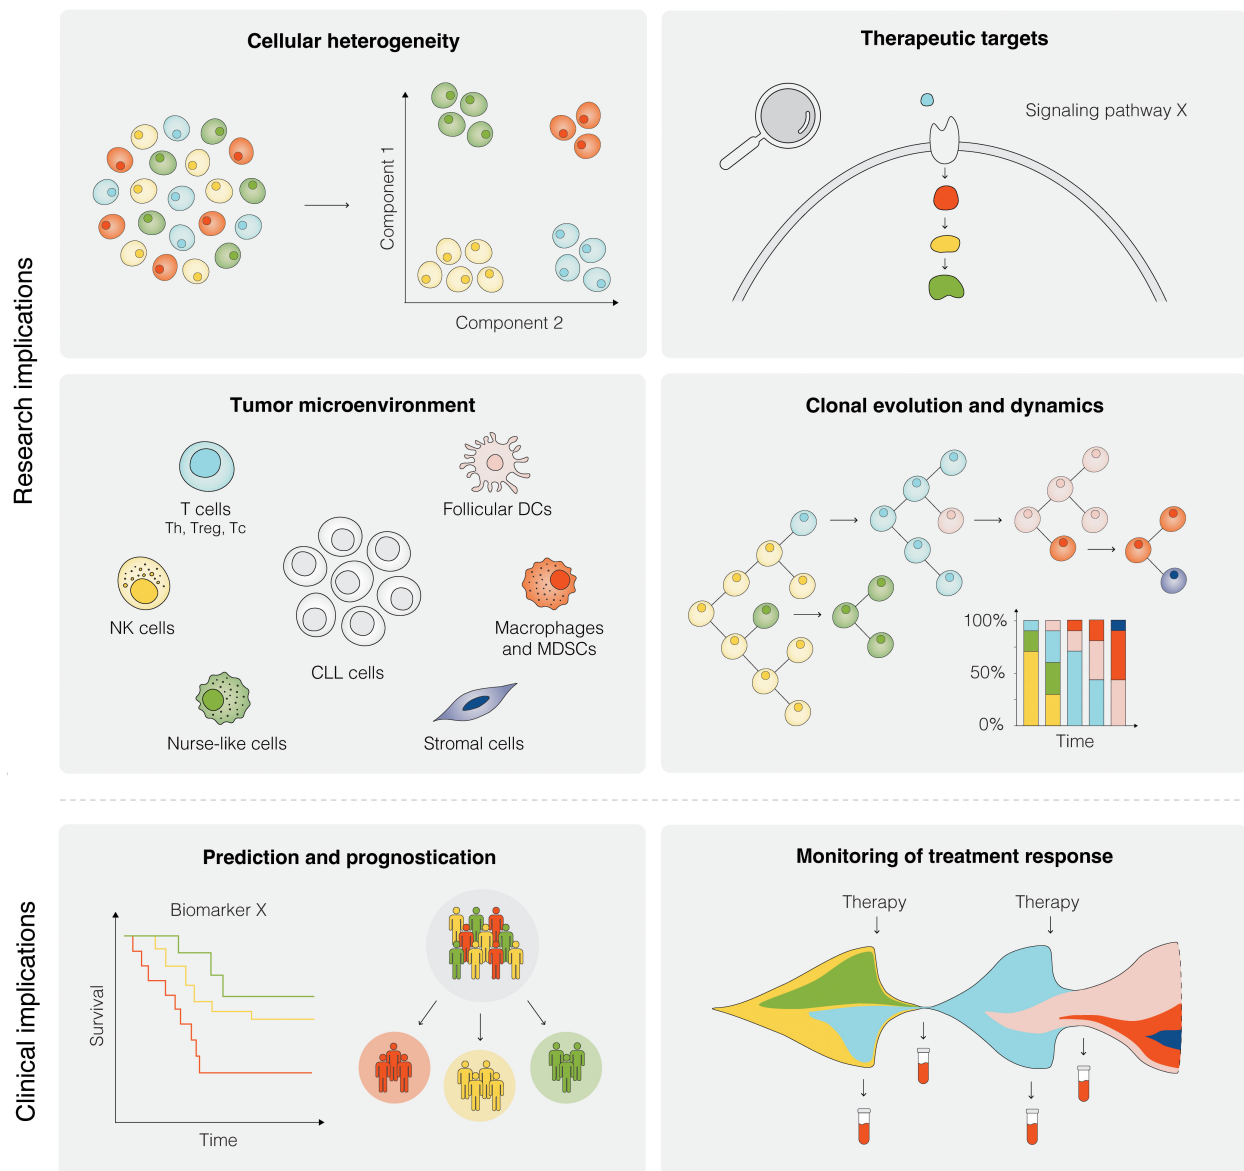 Research implications
Cellular heterogeneity
Component 1
Component 2
Therapeutic targets
Signaling pathway X
Tumor microenvironment
T cells
Th, Treg, Tc
Follicular DCs
NK cells
Macrophages
and MDSCs
CLL cells
Nurse-like cells
Stromal cells
Clonal evolution and dynamics
100%
50%
0%
Time
Clinical implications
Prediction and prognostication
Biomarker X
Survival
Time
Monitoring of treatment response
Therapy
Therapy